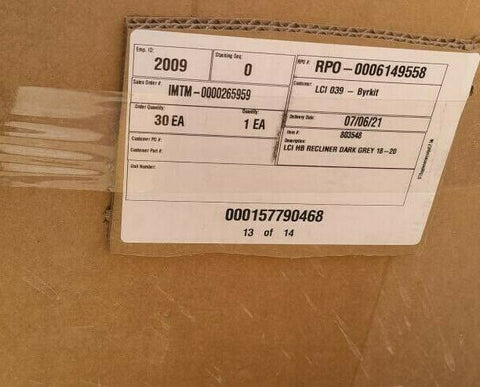 Emp. ID:
2009
Stacking Seq:
0
RPO #:
RPO-0006149558
Sales Order #:
IMTM-0000265959
Customer:
LCI 039 - Byrkit
Order Quantity:
30 EA
Quantity:
1 EA
Delivery Date:
07/06/21
Item #:
803548
Customer PO #:
Customer Part #:
Description:
LCI HB RECLINER DARK GREY 18-20
Unit Number:
000157790468
13 of 14